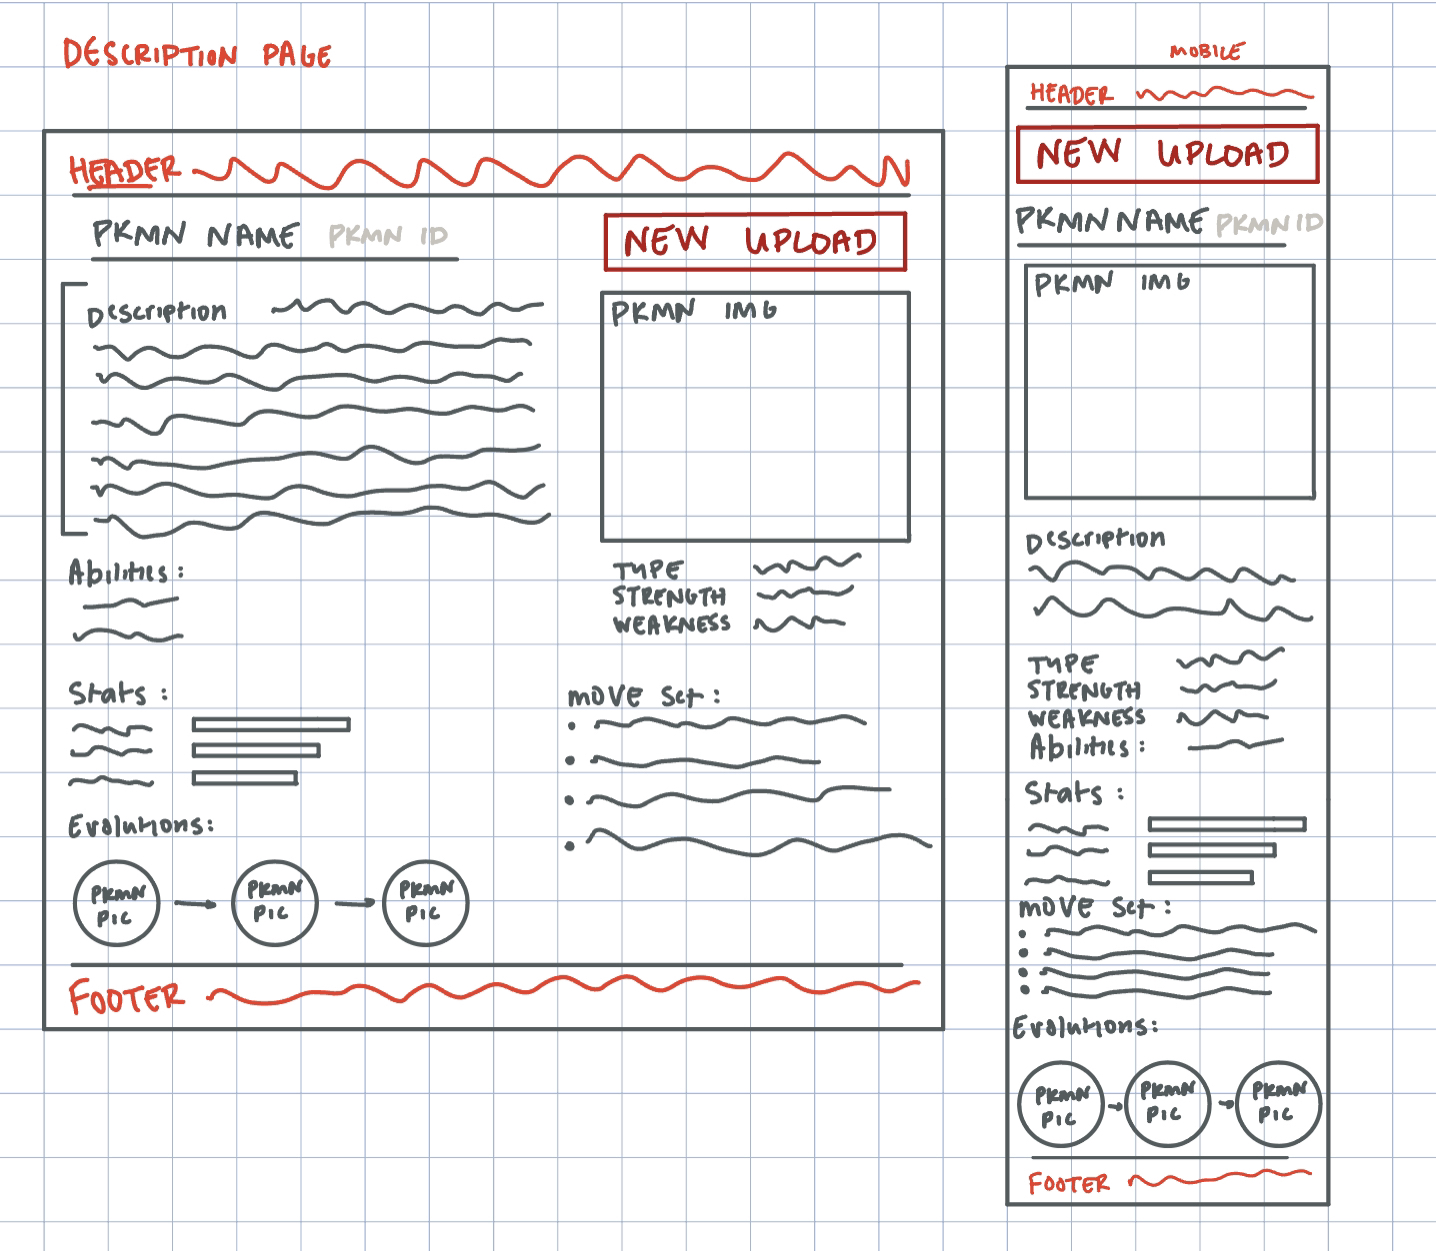 DESCRIPTION PAGE
HEADER
PKMN NAME PKMN ID
NEW UPLOAD
Description
PKMN IMG
Abilities:
TYPE
STRENGTH
WEAKNESS
Stats:
MOVE Set:
Evolutions:
PKMN
PIC
PKMN
PIC
PKMN
PIC
FOOTER
MOBILE
HEADER
NEW UPLOAD
PKMN NAME PKMN ID
PKMN IMG
Description
TYPE
STRENGTH
WEAKNESS
Abilities:
Stats:
MOVE Set:
Evolutions:
PKMN
PIC
PKMN
PIC
PKMN
PIC
FOOTER